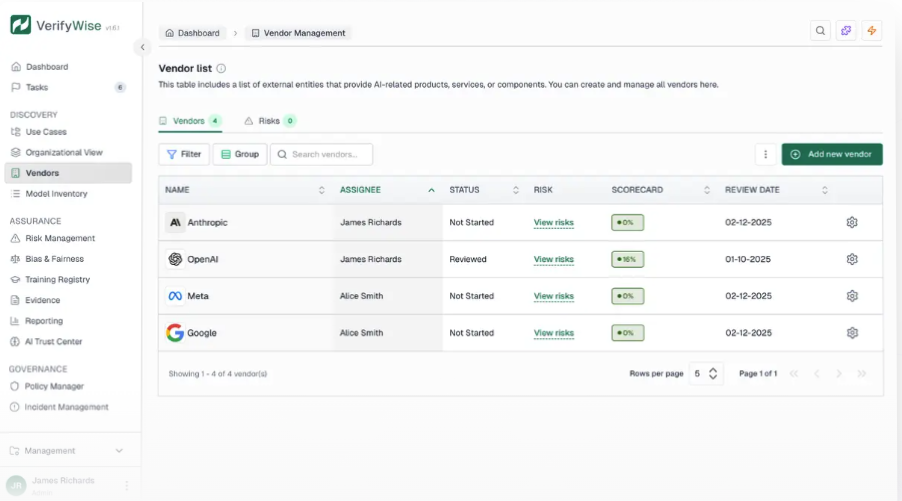 VerifyWise
Dashboard
Tasks 6
DISCOVERY
Use Cases
Organizational View
Vendors
Model Inventory
ASSURANCE
Risk Management
Bias & Fairness
Training Registry
Evidence
Reporting
AI Trust Center
GOVERNANCE
Policy Manager
Incident Management
Management
JR James Richards
Dashboard > Vendor Management
Vendor list
This table includes a list of external entities that provide AI-related products, services, or components. You can create and manage all vendors here.
Vendors 4 Risks 0
Filter Group Search vendors... Add new vendor
NAME ASSIGNEE STATUS RISK SCORECARD REVIEW DATE
Anthropic James Richards Not Started View risks 0% 02-12-2025
OpenAI James Richards Reviewed View risks 16% 01-10-2025
Meta Alice Smith Not Started View risks 0% 02-12-2025
Google Alice Smith Not Started View risks 0% 02-12-2025
Showing 1 - 4 of 4 vendor(s) Rows per page 5 Page 1 of 1